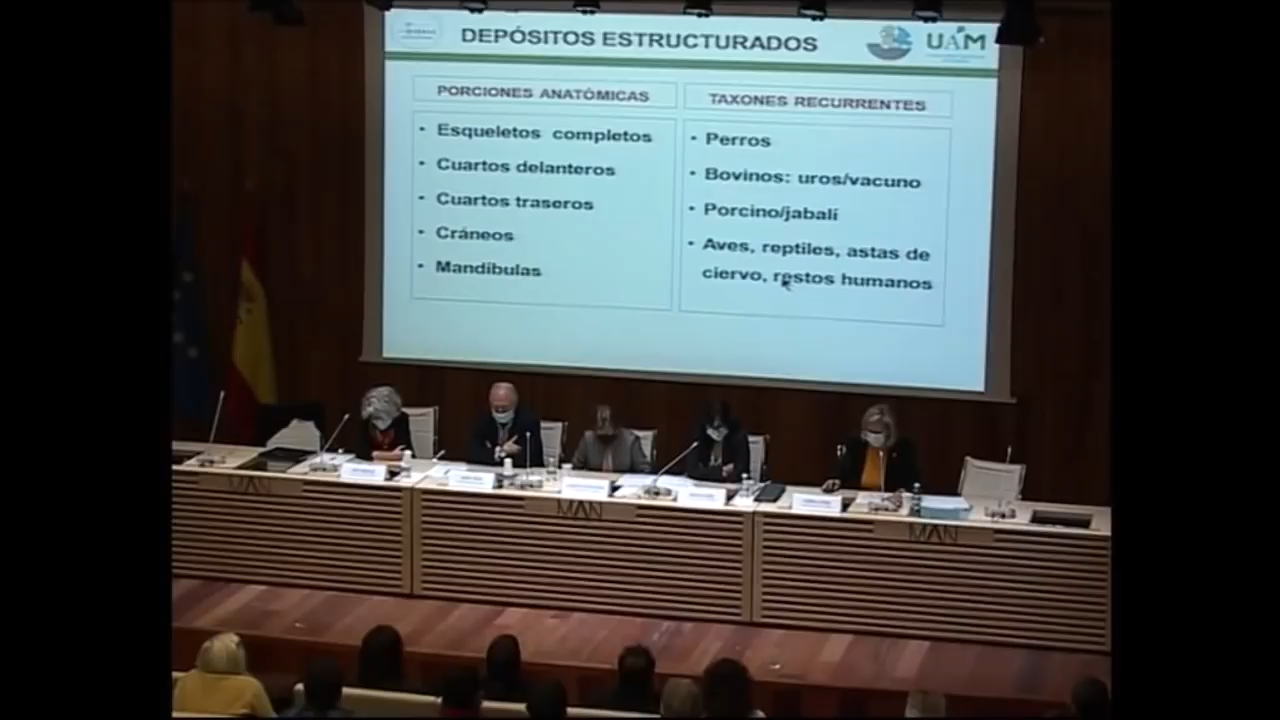 DEPÓSITOS ESTRUCTURADOS
UAM
PORCIONES ANATÓMICAS
• Esqueletos completos
• Cuartos delanteros
• Cuartos traseros
• Cráneos
• Mandíbulas
TAXONES RECURRENTES
• Perros
• Bovinos: uros/vacuno
• Porcino/jabalí
• Aves, reptiles, astas de
ciervo, restos humanos
MAN
MAN
MAN